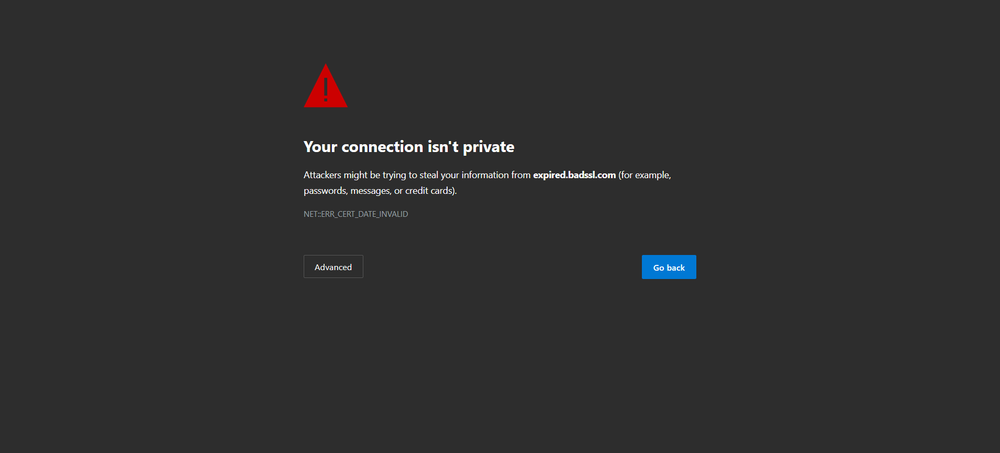 Your connection isn't private
Attackers might be trying to steal your information from expired.badssl.com (for example,
passwords, messages, or credit cards).
NET::ERR_CERT_DATE_INVALID
Advanced
Go back